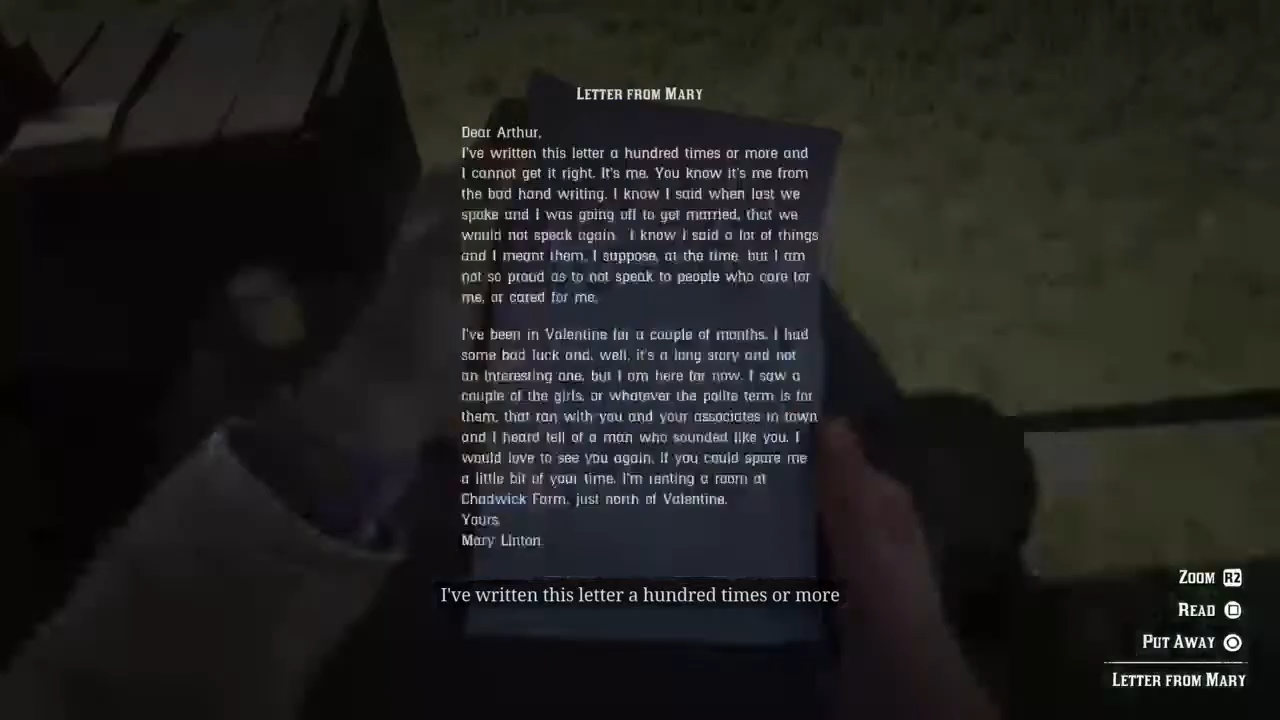 LETTER FROM MARY
Dear Arthur,
I've written this letter a hundred times or more and
I cannot get it right. It's me. You know it's me from
the bad hand writing. I know I said when last we
spoke and I was going off to get married, that we
would not speak again. I know I said a lot of things
and I meant them, I suppose, at the time, but I am
not so proud as to not speak to people who care for
me, or cared for me.
I've been in Valentine for a couple of months. I had
some bad luck and, well, it's a long story and not
an interesting one, but I am here for now. I saw a
couple of the girls, or whatever the polite term is for
them, that ran with you and your associates in town
and I heard tell of a man who sounded like you. I
would love to see you again, if you could spare me
a little bit of your time. I'm renting a room at
Chadwick Farm, just north of Valentine.
Yours,
Mary Linton.
I've written this letter a hundred times or more
ZOOM R2
READ
PUT AWAY
LETTER FROM MARY